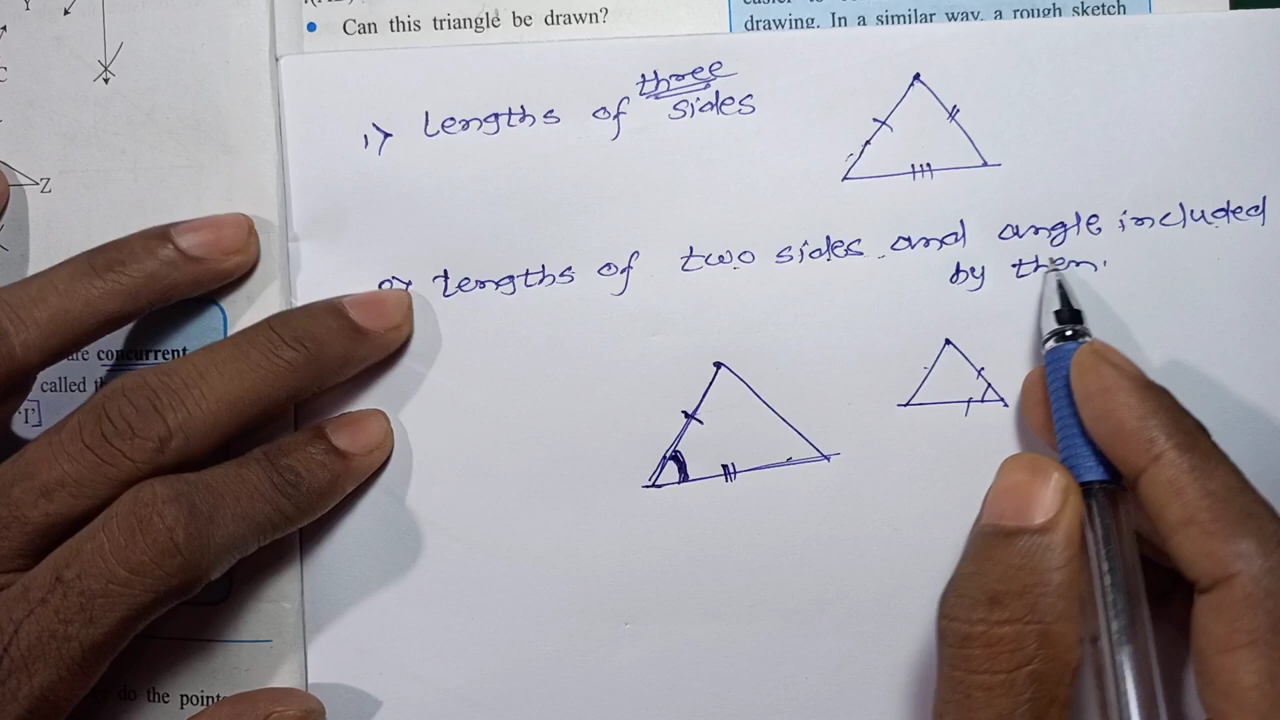 Can this triangle be drawn?
drawing. In a similar way, a rough sketch
Y
C
Z
1) Lengths of three sides
lengths of two sides and angle included
by them.
are concurrent
called
'I']
do the point